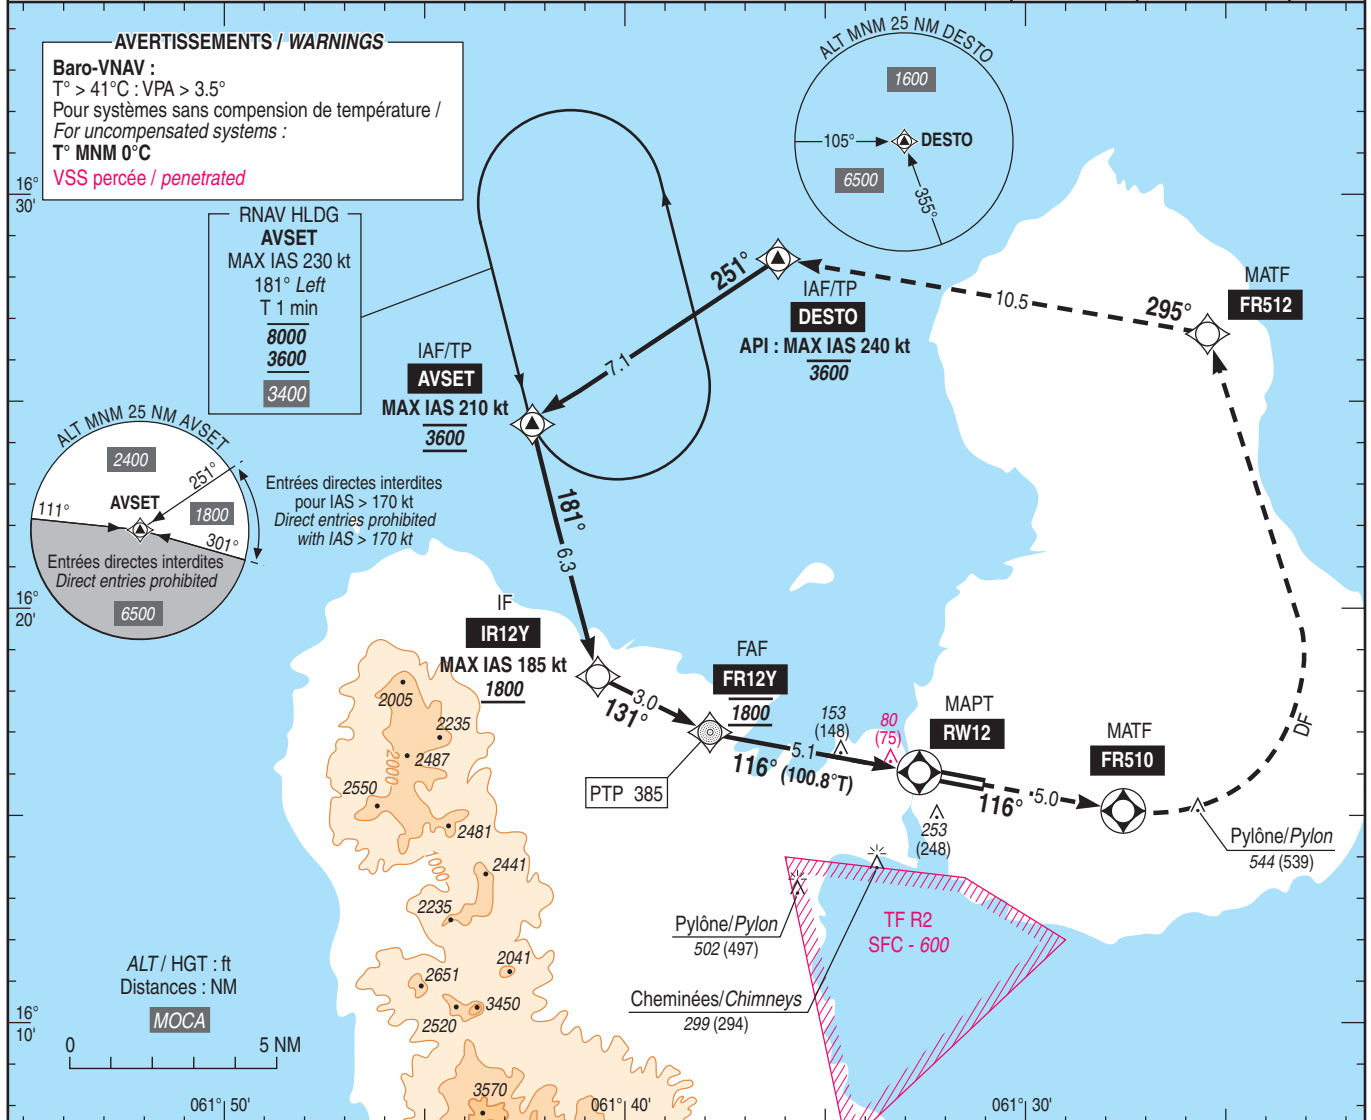 AVERTISSEMENTS / WARNINGS
Baro-VNAV :
T° > 41°C : VPA > 3.5°
Pour systèmes sans compension de température /
For uncompensated systems :
T° MNM 0°C
VSS percée / penetrated
ALT MNM 25 NM DESTO
1600
105°
DESTO
6500
355°
16°
30'
RNAV HLDG
AVSET
MAX IAS 230 kt
181° Left
T 1 min
8000
3600
3400
251°
7.1
IAF/TP
DESTO
API : MAX IAS 240 kt
3600
10.5
295°
MATF
FR512
IAF/TP
AVSET
MAX IAS 210 kt
3600
ALT MNM 25 NM AVSET
2400
251°
AVSET
111°
1800
301°
Entrées directes interdites
Direct entries prohibited
6500
Entrées directes interdites
pour IAS > 170 kt
Direct entries prohibited
with IAS > 170 kt
181°
6.3
16°
20'
IF
IR12Y
MAX IAS 185 kt
1800
3.0
131°
FAF
FR12Y
1800
PTP 385
153
(148)
80
(75)
5.1
116° (100.8°T)
MAPT
RW12
116°
5.0
MATF
FR510
DF
253
(248)
Pylône/Pylon
544 (539)
2005
2235
2487
2000
2550
2481
1000
2441
2235
2041
2651
3450
2520
3570
Pylône/Pylon
502 (497)
TF R2
SFC - 600
Cheminées/Chimneys
299 (294)
ALT / HGT : ft
Distances : NM
MOCA
16°
10'
0
5 NM
061°50'
061°40'
061°30'